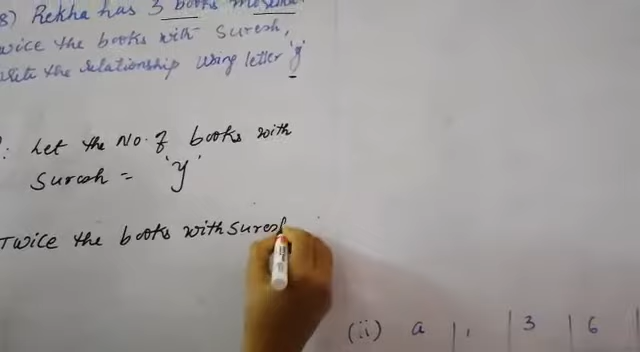 8) Rekha has 3 books more than
wice the books with Suresh,
write the relationship using letter 'y'
: Let the No. of books with
Suresh = 'y'
Twice the books with Suresh
(ii) a | 1 | 3 | 6 |